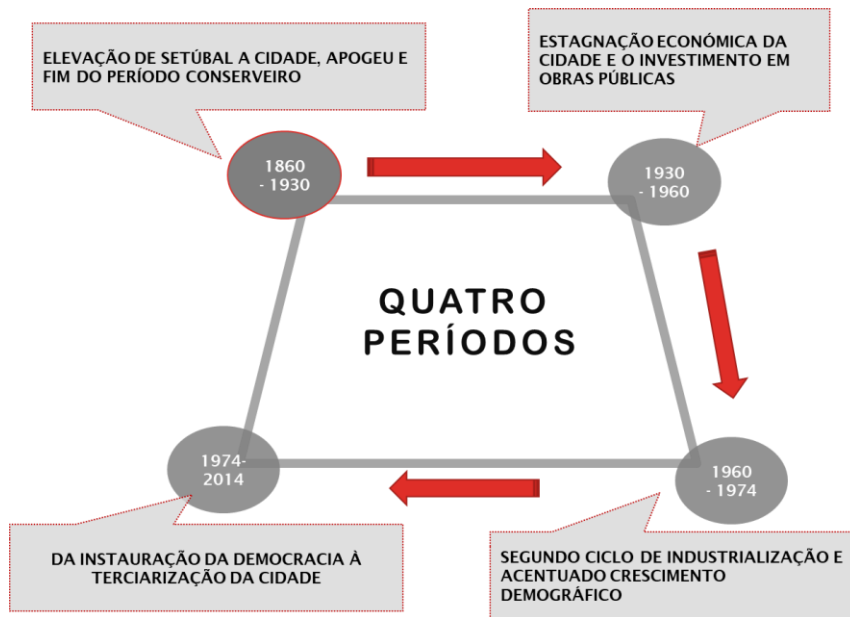 ELEVAÇÃO DE SETÚBAL A CIDADE, APOGEU E
FIM DO PERÍODO CONSERVEIRO
1860
- 1930
ESTAGNAÇÃO ECONÓMICA DA
CIDADE E O INVESTIMENTO EM
OBRAS PÚBLICAS
1930
- 1960
QUATRO
PERÍODOS
1974-
2014
DA INSTAURAÇÃO DA DEMOCRACIA À
TERCIARIZAÇÃO DA CIDADE
1960
- 1974
SEGUNDO CICLO DE INDUSTRIALIZAÇÃO E
ACENTUADO CRESCIMENTO
DEMOGRÁFICO